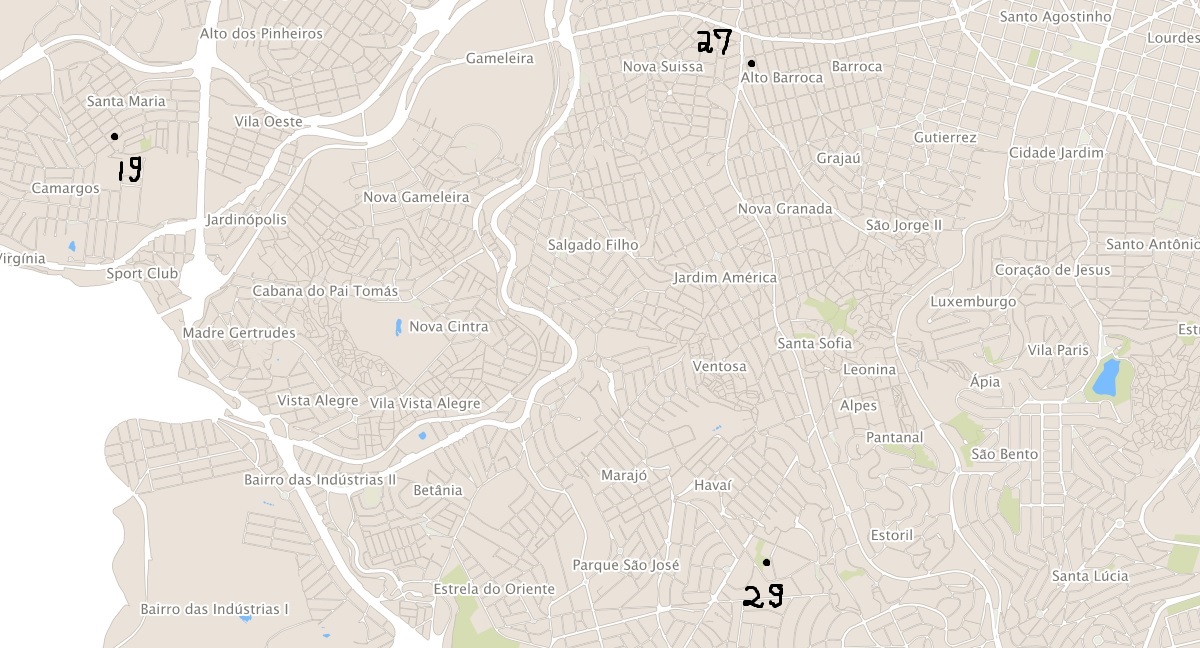 Santo Agostinho
Alto dos Pinheiros
27
Lourdes
Gameleira
Nova Suissa
Barroca
Alto Barroca
Santa Maria
Vila Oeste
Gutierrez
Cidade Jardim
Grajaú
19
Camargos
Nova Gameleira
Nova Granada
Jardinópolis
São Jorge II
Salgado Filho
Santo Antônio
Virgínia
Sport Club
Coração de Jesus
Jardim América
Cabana do Pai Tomás
Luxemburgo
Nova Cintra
Madre Gertrudes
Santa Sofia
Vila Paris
Ventosa
Leonina
Ápia
Vista Alegre
Vila Vista Alegre
Alpes
Pantanal
São Bento
Marajó
Bairro das Indústrias II
Havaí
Betânia
Estoril
Parque São José
Santa Lúcia
Estrela do Oriente
29
Bairro das Indústrias I